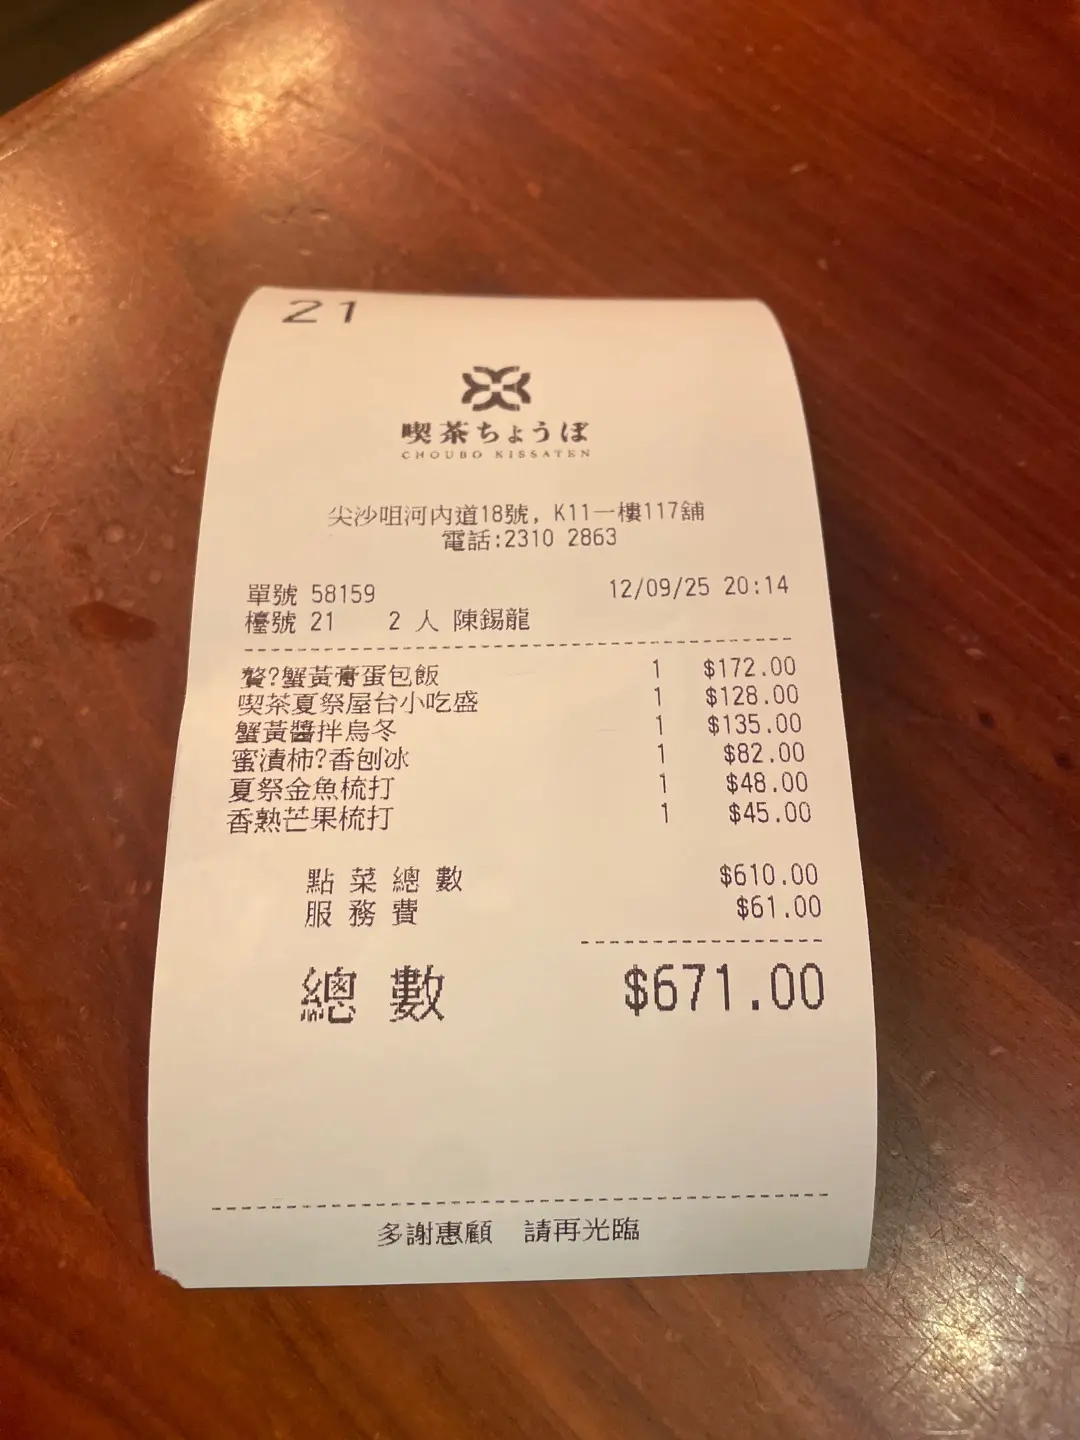 21
喫茶ちょうぼ
CHOUBO KISSATEN
尖沙咀河內道18號, K11一樓117舖
電話:2310 2863
單號 58159 12/09/25 20:14
檯號 21 2 人 陳錫龍
贅?蟹黃膏蛋包飯 1 $172.00
喫茶夏祭屋台小吃盛 1 $128.00
蟹黃醬拌烏冬 1 $135.00
蜜漬柿?香刨冰 1 $82.00
夏祭金魚梳打 1 $48.00
香熟芒果梳打 1 $45.00
點菜總數 $610.00
服務費 $61.00
總數 $671.00
多謝惠顧 請再光臨